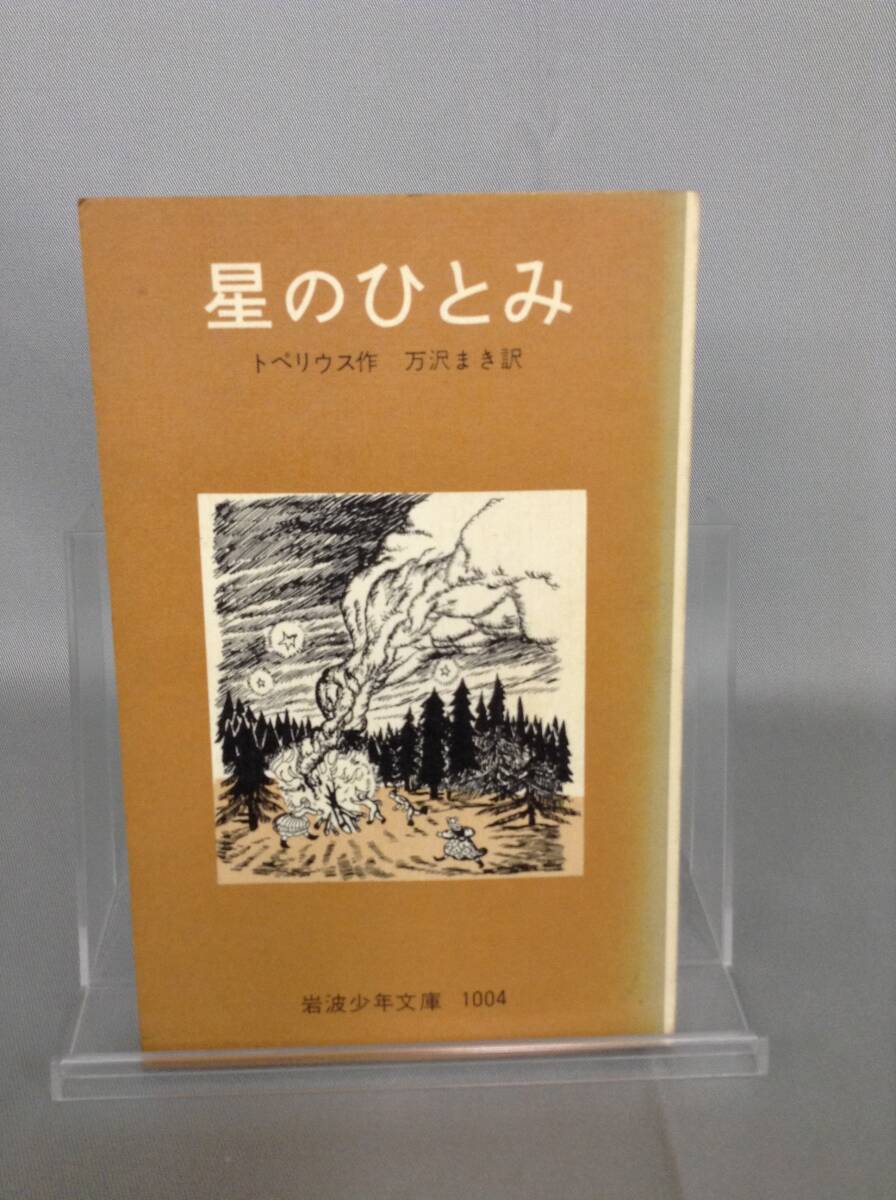 星のひとみ
トペリウス作 万沢まき訳
岩波少年文庫 1004